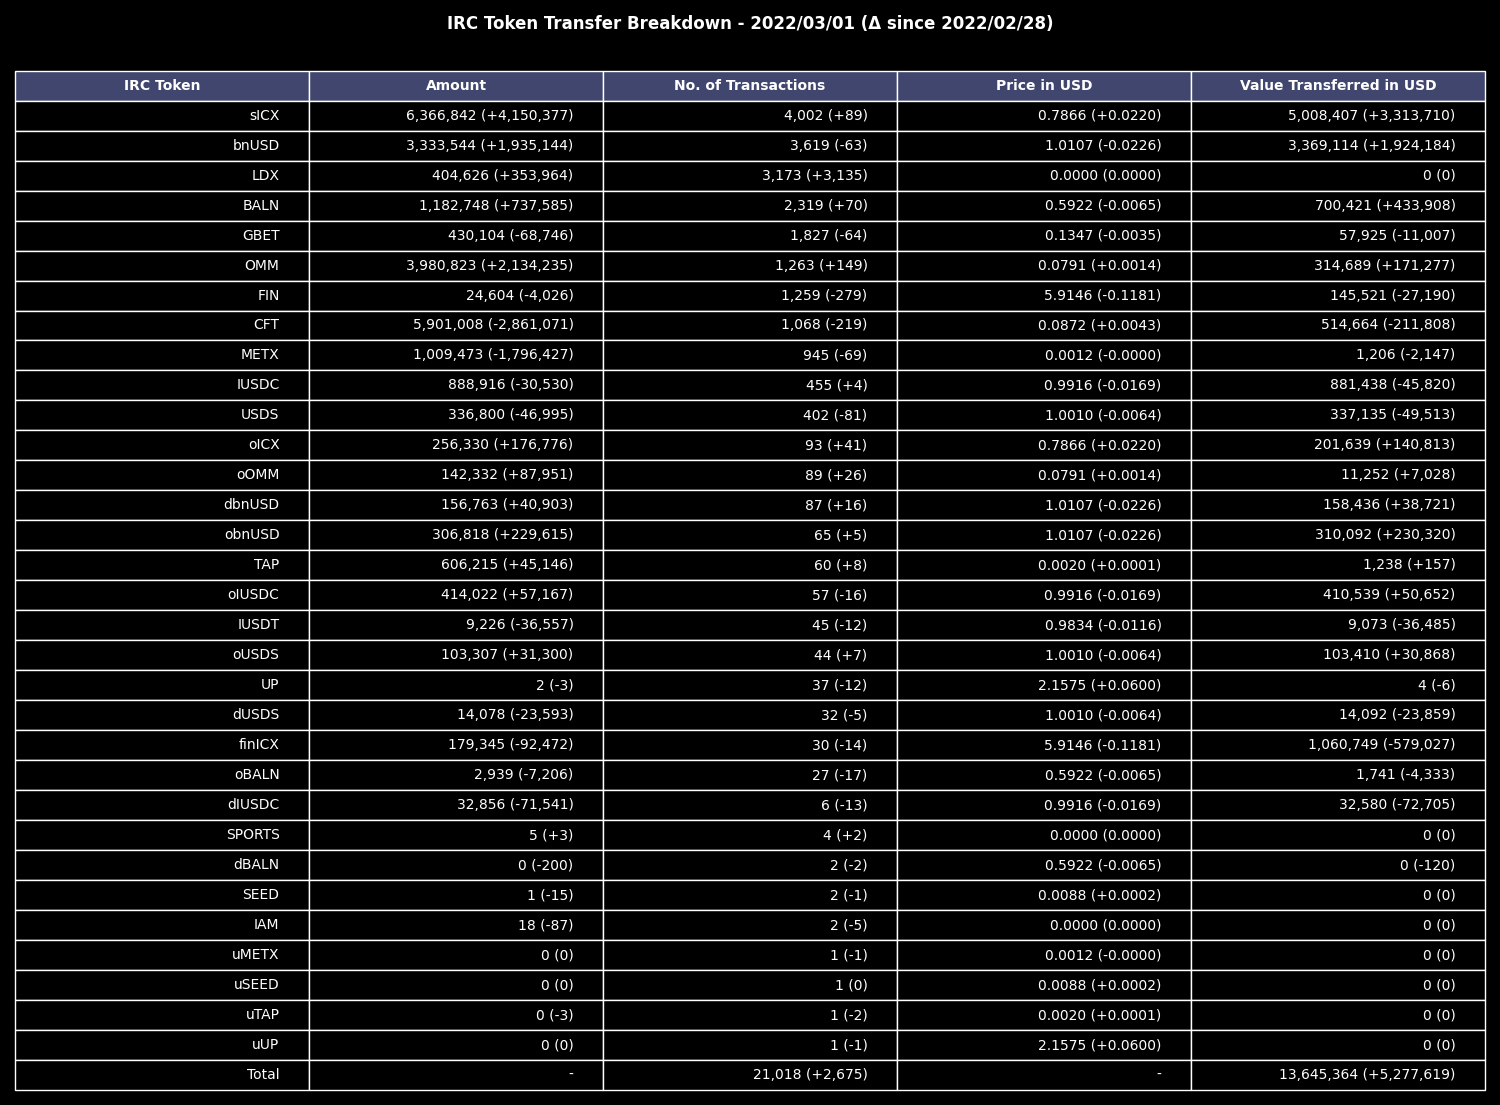 IRC Token Transfer Breakdown - 2022/03/01 (Δ since 2022/02/28)
IRC Token Amount No. of Transactions Price in USD Value Transferred in USD
sICX 6,366,842 (+4,150,377) 4,002 (+89) 0.7866 (+0.0220) 5,008,407 (+3,313,710)
bnUSD 3,333,544 (+1,935,144) 3,619 (-63) 1.0107 (-0.0226) 3,369,114 (+1,924,184)
LDX 404,626 (+353,964) 3,173 (+3,135) 0.0000 (0.0000) 0 (0)
BALN 1,182,748 (+737,585) 2,319 (+70) 0.5922 (-0.0065) 700,421 (+433,908)
GBET 430,104 (-68,746) 1,827 (-64) 0.1347 (-0.0035) 57,925 (-11,007)
OMM 3,980,823 (+2,134,235) 1,263 (+149) 0.0791 (+0.0014) 314,689 (+171,277)
FIN 24,604 (-4,026) 1,259 (-279) 5.9146 (-0.1181) 145,521 (-27,190)
CFT 5,901,008 (-2,861,071) 1,068 (-219) 0.0872 (+0.0043) 514,664 (-211,808)
METX 1,009,473 (-1,796,427) 945 (-69) 0.0012 (-0.0000) 1,206 (-2,147)
IUSDC 888,916 (-30,530) 455 (+4) 0.9916 (-0.0169) 881,438 (-45,820)
USDS 336,800 (-46,995) 402 (-81) 1.0010 (-0.0064) 337,135 (-49,513)
oICX 256,330 (+176,776) 93 (+41) 0.7866 (+0.0220) 201,639 (+140,813)
oOMM 142,332 (+87,951) 89 (+26) 0.0791 (+0.0014) 11,252 (+7,028)
dbnUSD 156,763 (+40,903) 87 (+16) 1.0107 (-0.0226) 158,436 (+38,721)
obnUSD 306,818 (+229,615) 65 (+5) 1.0107 (-0.0226) 310,092 (+230,320)
TAP 606,215 (+45,146) 60 (+8) 0.0020 (+0.0001) 1,238 (+157)
oIUSDC 414,022 (+57,167) 57 (-16) 0.9916 (-0.0169) 410,539 (+50,652)
IUSDT 9,226 (-36,557) 45 (-12) 0.9834 (-0.0116) 9,073 (-36,485)
oUSDS 103,307 (+31,300) 44 (+7) 1.0010 (-0.0064) 103,410 (+30,868)
UP 2 (-3) 37 (-12) 2.1575 (+0.0600) 4 (-6)
dUSDS 14,078 (-23,593) 32 (-5) 1.0010 (-0.0064) 14,092 (-23,859)
finICX 179,345 (-92,472) 30 (-14) 5.9146 (-0.1181) 1,060,749 (-579,027)
oBALN 2,939 (-7,206) 27 (-17) 0.5922 (-0.0065) 1,741 (-4,333)
dIUSDC 32,856 (-71,541) 6 (-13) 0.9916 (-0.0169) 32,580 (-72,705)
SPORTS 5 (+3) 4 (+2) 0.0000 (0.0000) 0 (0)
dBALN 0 (-200) 2 (-2) 0.5922 (-0.0065) 0 (-120)
SEED 1 (-15) 2 (-1) 0.0088 (+0.0002) 0 (0)
IAM 18 (-87) 2 (-5) 0.0000 (0.0000) 0 (0)
uMETX 0 (0) 1 (-1) 0.0012 (-0.0000) 0 (0)
uSEED 0 (0) 1 (0) 0.0088 (+0.0002) 0 (0)
uTAP 0 (-3) 1 (-2) 0.0020 (+0.0001) 0 (0)
uUP 0 (0) 1 (-1) 2.1575 (+0.0600) 0 (0)
Total - 21,018 (+2,675) - 13,645,364 (+5,277,619)